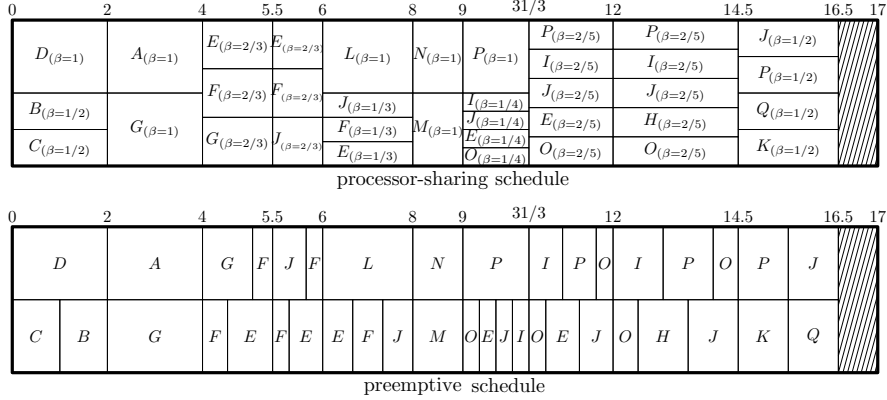 0 2 4 5.5 6 8 9 31/3 12 14.5 16.5 17
D(β=1) A(β=1) E(β=2/3) E(β=2/3) L(β=1) N(β=1) P(β=1) P(β=2/5) P(β=2/5) J(β=1/2)
I(β=2/5) I(β=2/5) P(β=1/2)
B(β=1/2) G(β=1) F(β=2/3) F(β=2/3) J(β=1/3) M(β=1) I(β=1/4) J(β=2/5) J(β=2/5) Q(β=1/2)
J(β=1/4)
C(β=1/2) G(β=2/3) J(β=2/3) F(β=1/3) E(β=1/4) E(β=2/5) H(β=2/5) K(β=1/2)
E(β=1/3) O(β=1/4) O(β=2/5) O(β=2/5)
processor-sharing schedule
0 2 4 5.5 6 8 9 31/3 12 14.5 16.5 17
D A G F J F L N P I P O I P O P J
C B G F E F E E F J M O E J I O E J O H J K Q
preemptive schedule